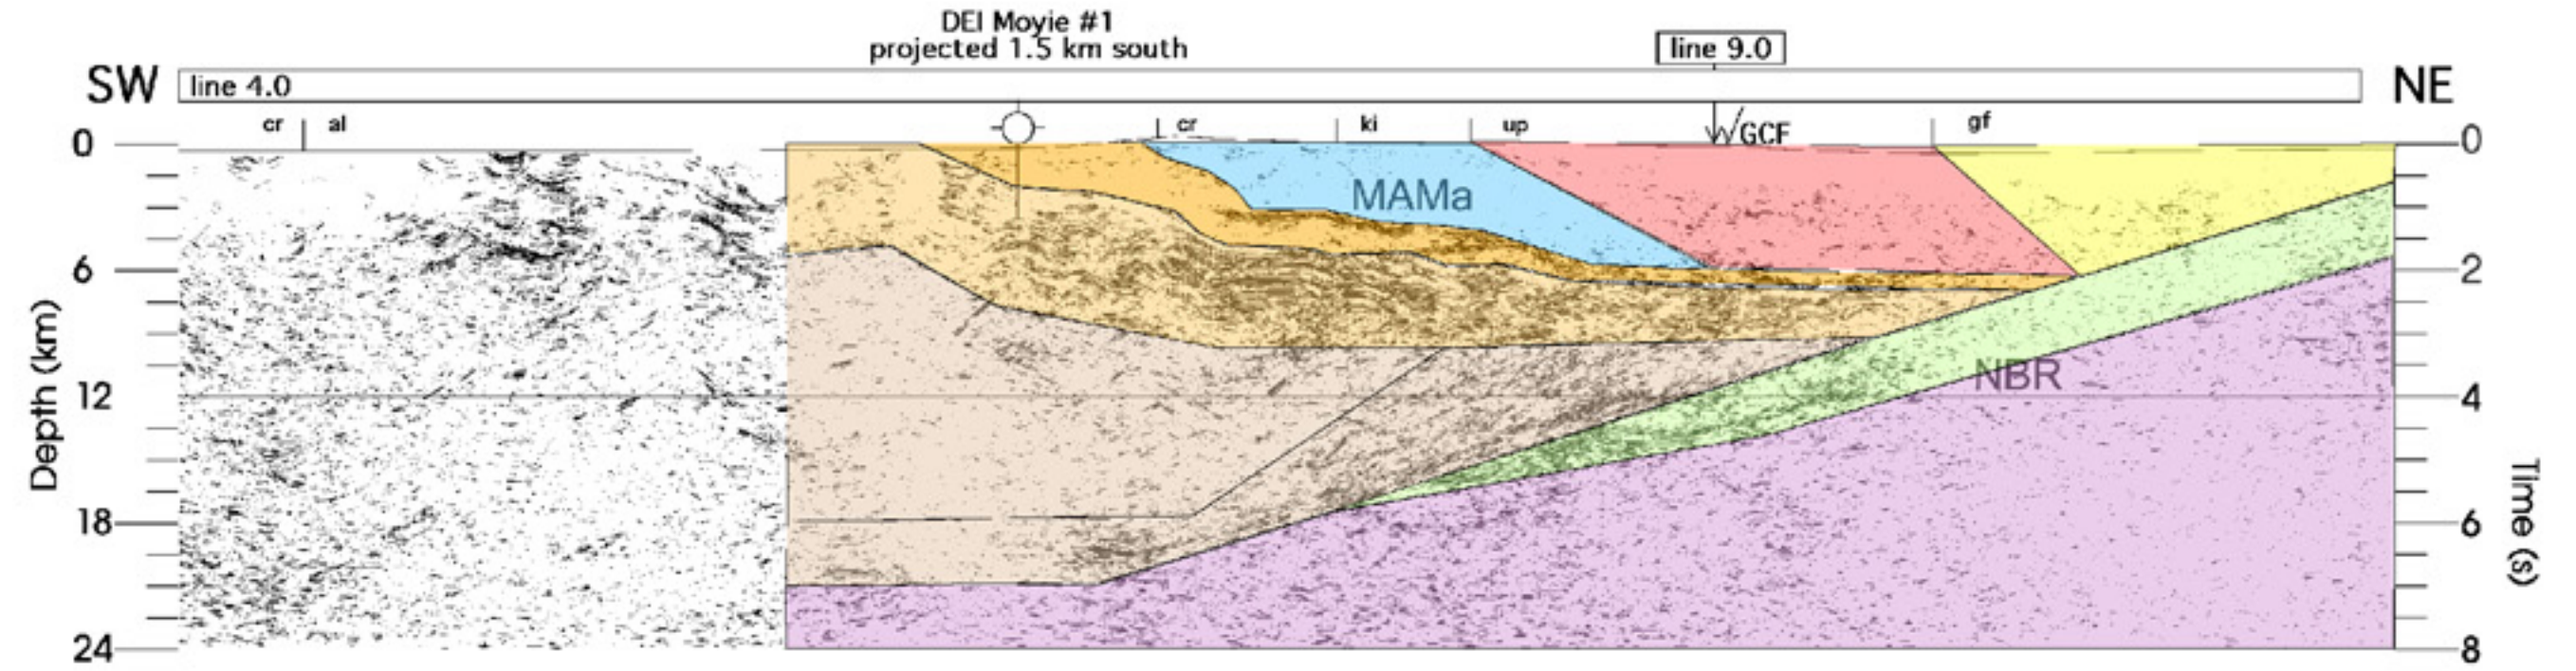 DEI Moyie #1
projected 1.5 km south
line 9.0
SW
line 4.0
NE
cr
al
cr
ki
up
GCF
gf
0
6
12
18
24
Depth (km)
MAMa
NBR
0
2
4
6
8
Time (s)